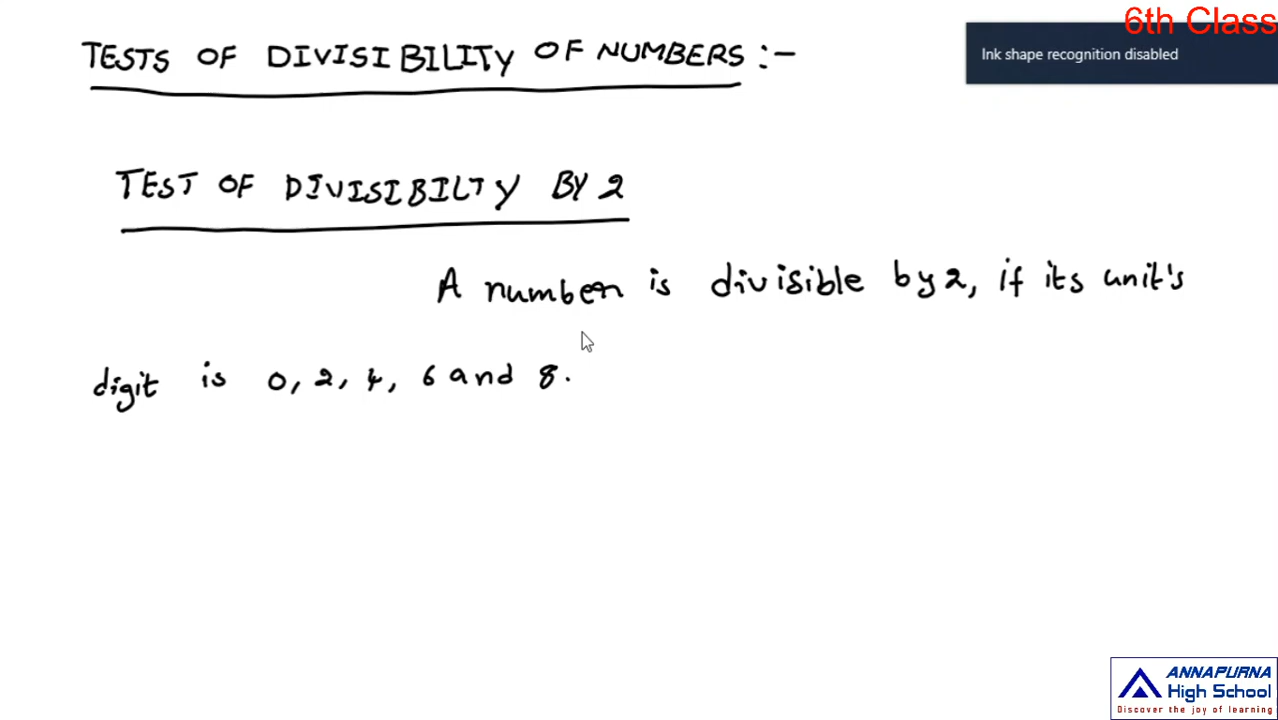 6th Class
Ink shape recognition disabled
TESTS OF DIVISIBILITY OF NUMBERS :-
TEST OF DIVISIBILTY BY 2
A number is divisible by 2, if its unit's
digit is 0, 2, 4, 6 and 8.
ANNAPURNA
High School
Discover the joy of learning